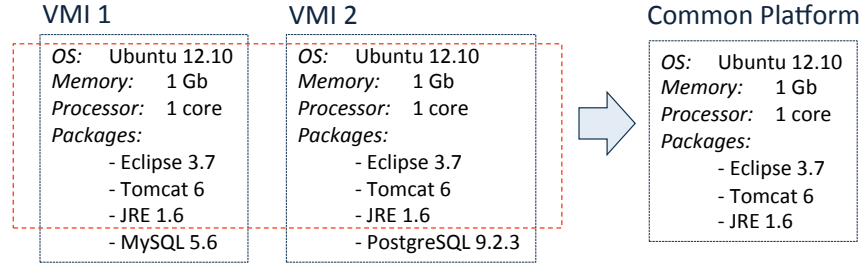 VMI 1
OS: Ubuntu 12.10
Memory: 1 Gb
Processor: 1 core
Packages:
- Eclipse 3.7
- Tomcat 6
- JRE 1.6
- MySQL 5.6
VMI 2
OS: Ubuntu 12.10
Memory: 1 Gb
Processor: 1 core
Packages:
- Eclipse 3.7
- Tomcat 6
- JRE 1.6
- PostgreSQL 9.2.3
Common Platform
OS: Ubuntu 12.10
Memory: 1 Gb
Processor: 1 core
Packages:
- Eclipse 3.7
- Tomcat 6
- JRE 1.6